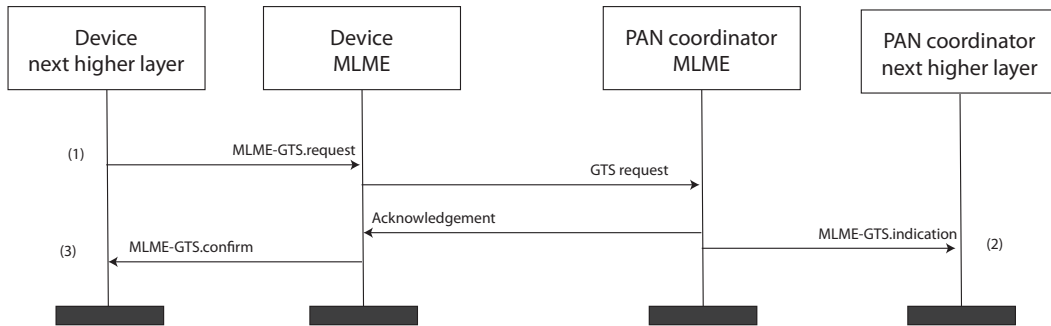 Device
next higher layer
Device
MLME
PAN coordinator
MLME
PAN coordinator
next higher layer
(1)
MLME-GTS.request
GTS request
Acknowledgement
MLME-GTS.indication
(2)
(3)
MLME-GTS.confirm